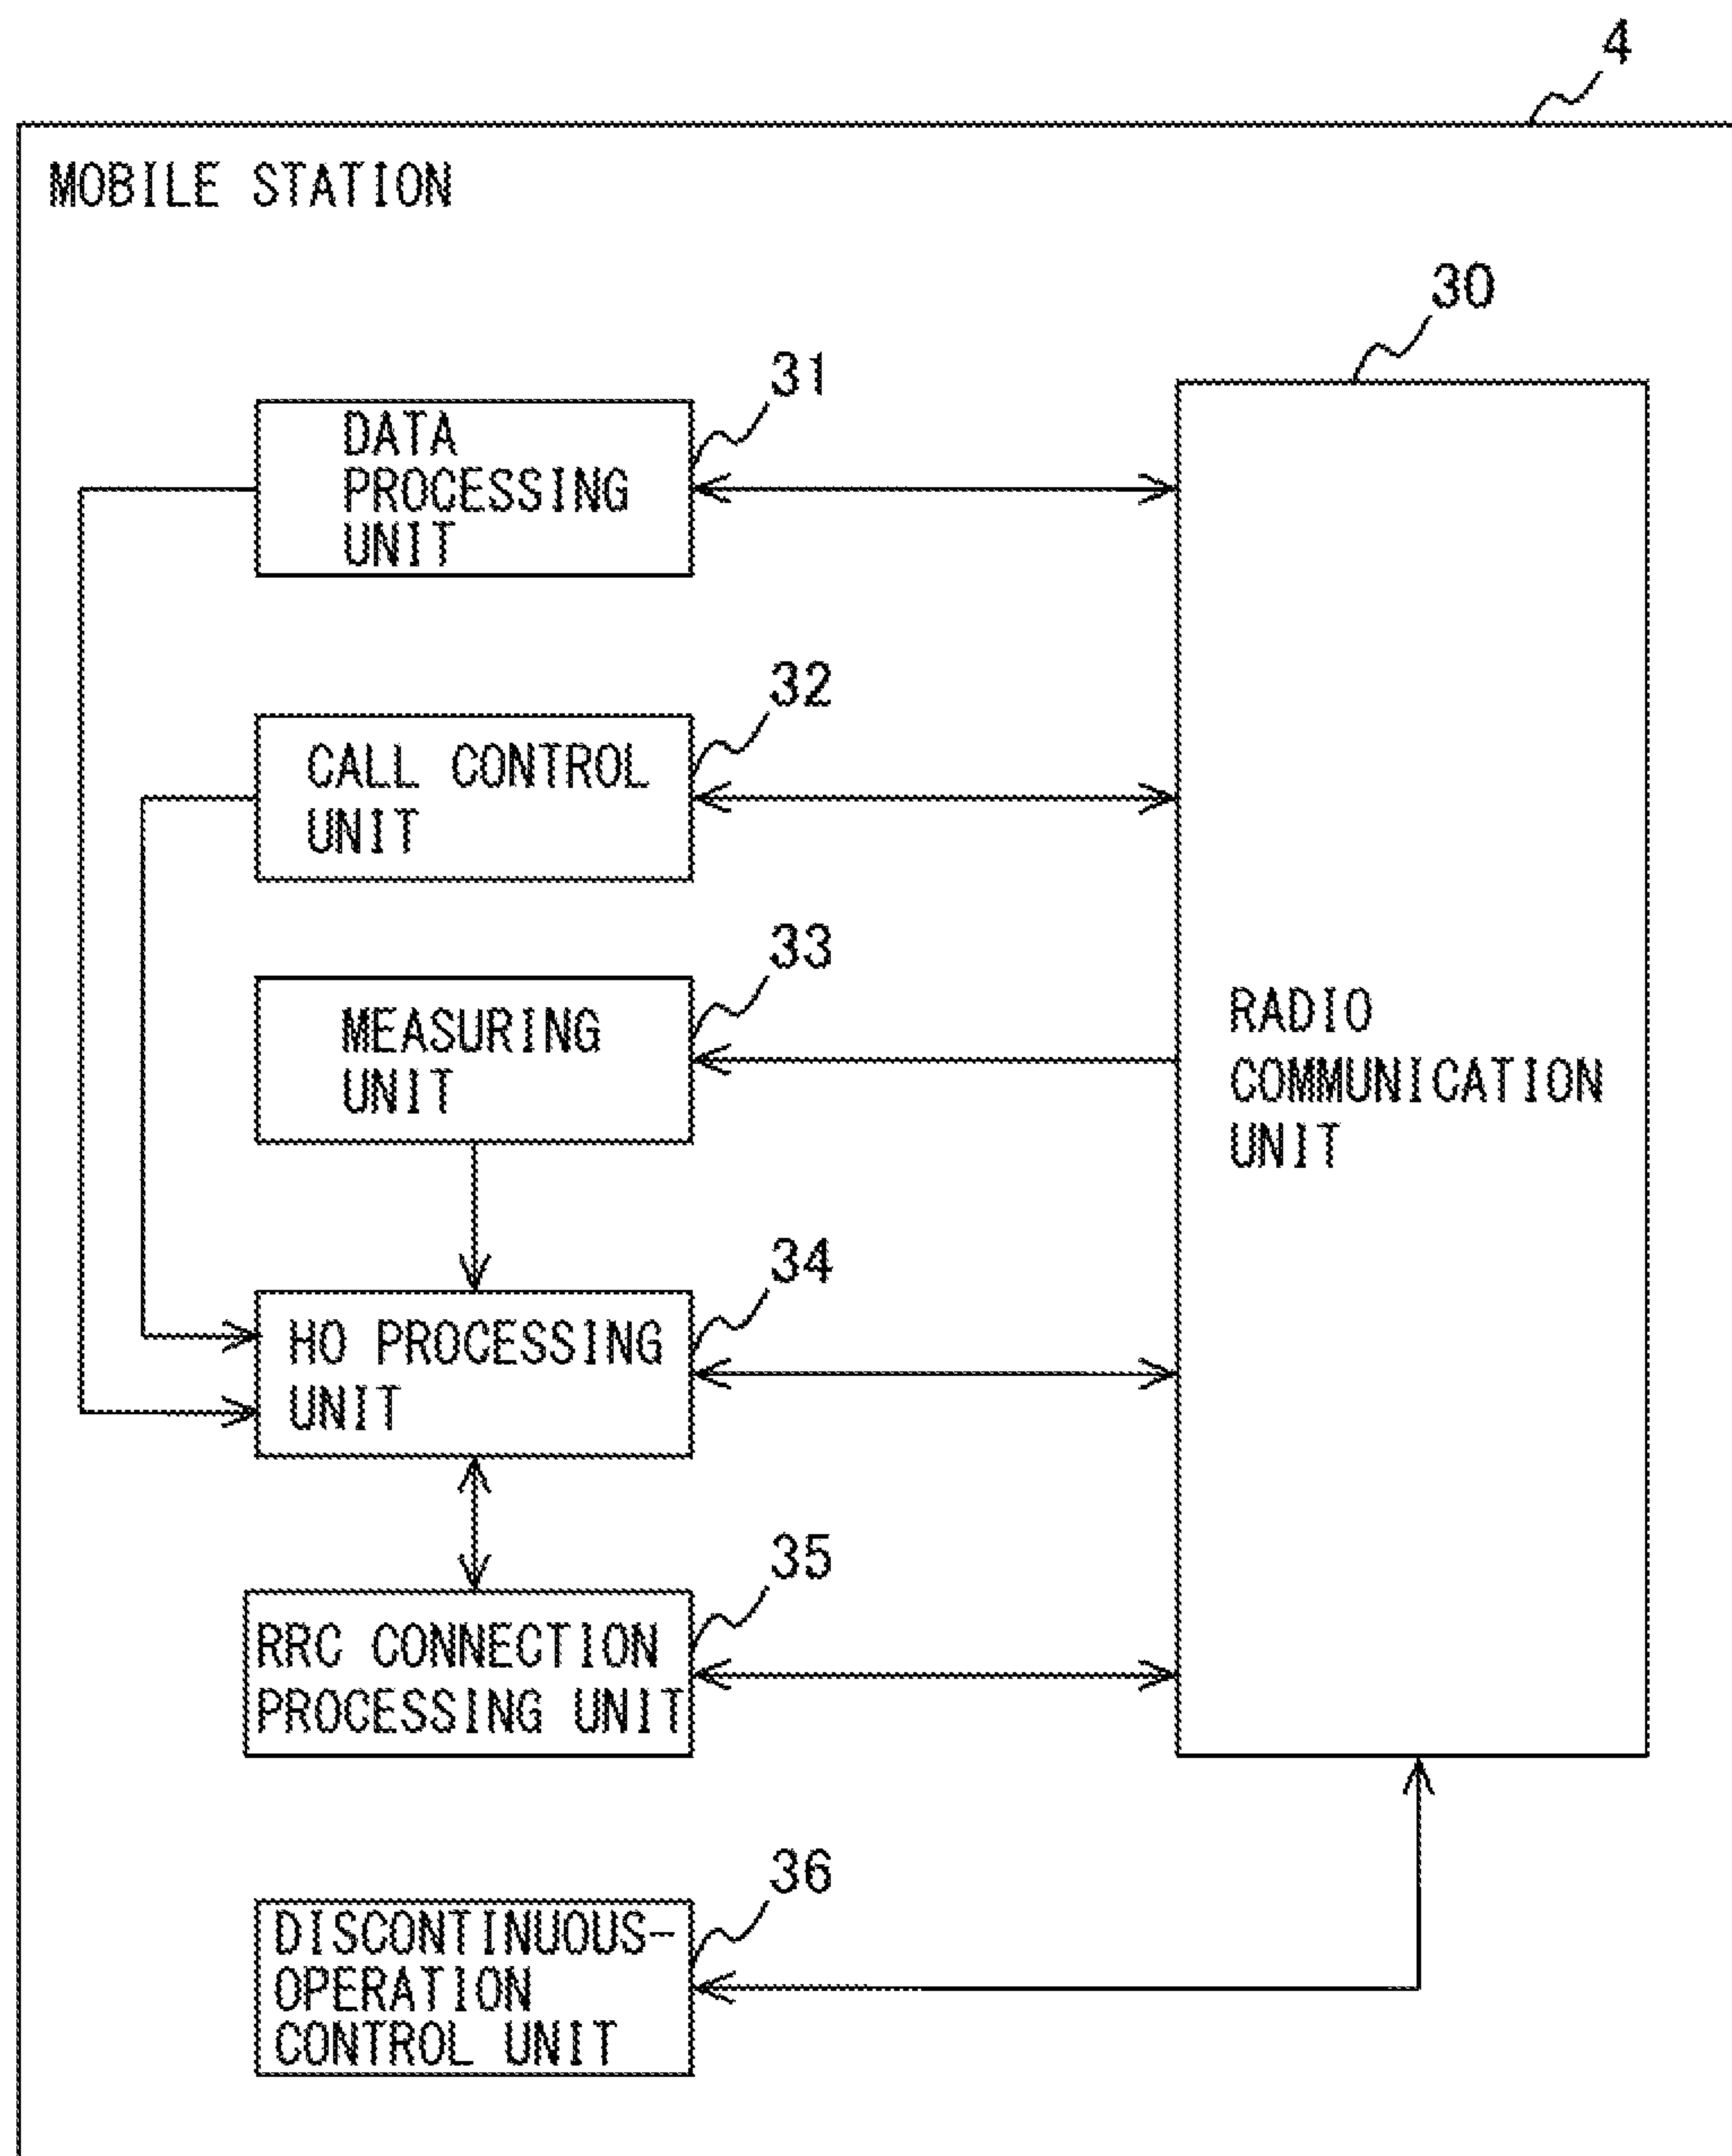 4
MOBILE STATION
30
31
DATA
PROCESSING
UNIT
32
CALL CONTROL
UNIT
33
MEASURING
UNIT
RADIO
COMMUNICATION
UNIT
34
HO PROCESSING
UNIT
35
RRC CONNECTION
PROCESSING UNIT
36
DISCONTINUOUS-
OPERATION
CONTROL UNIT